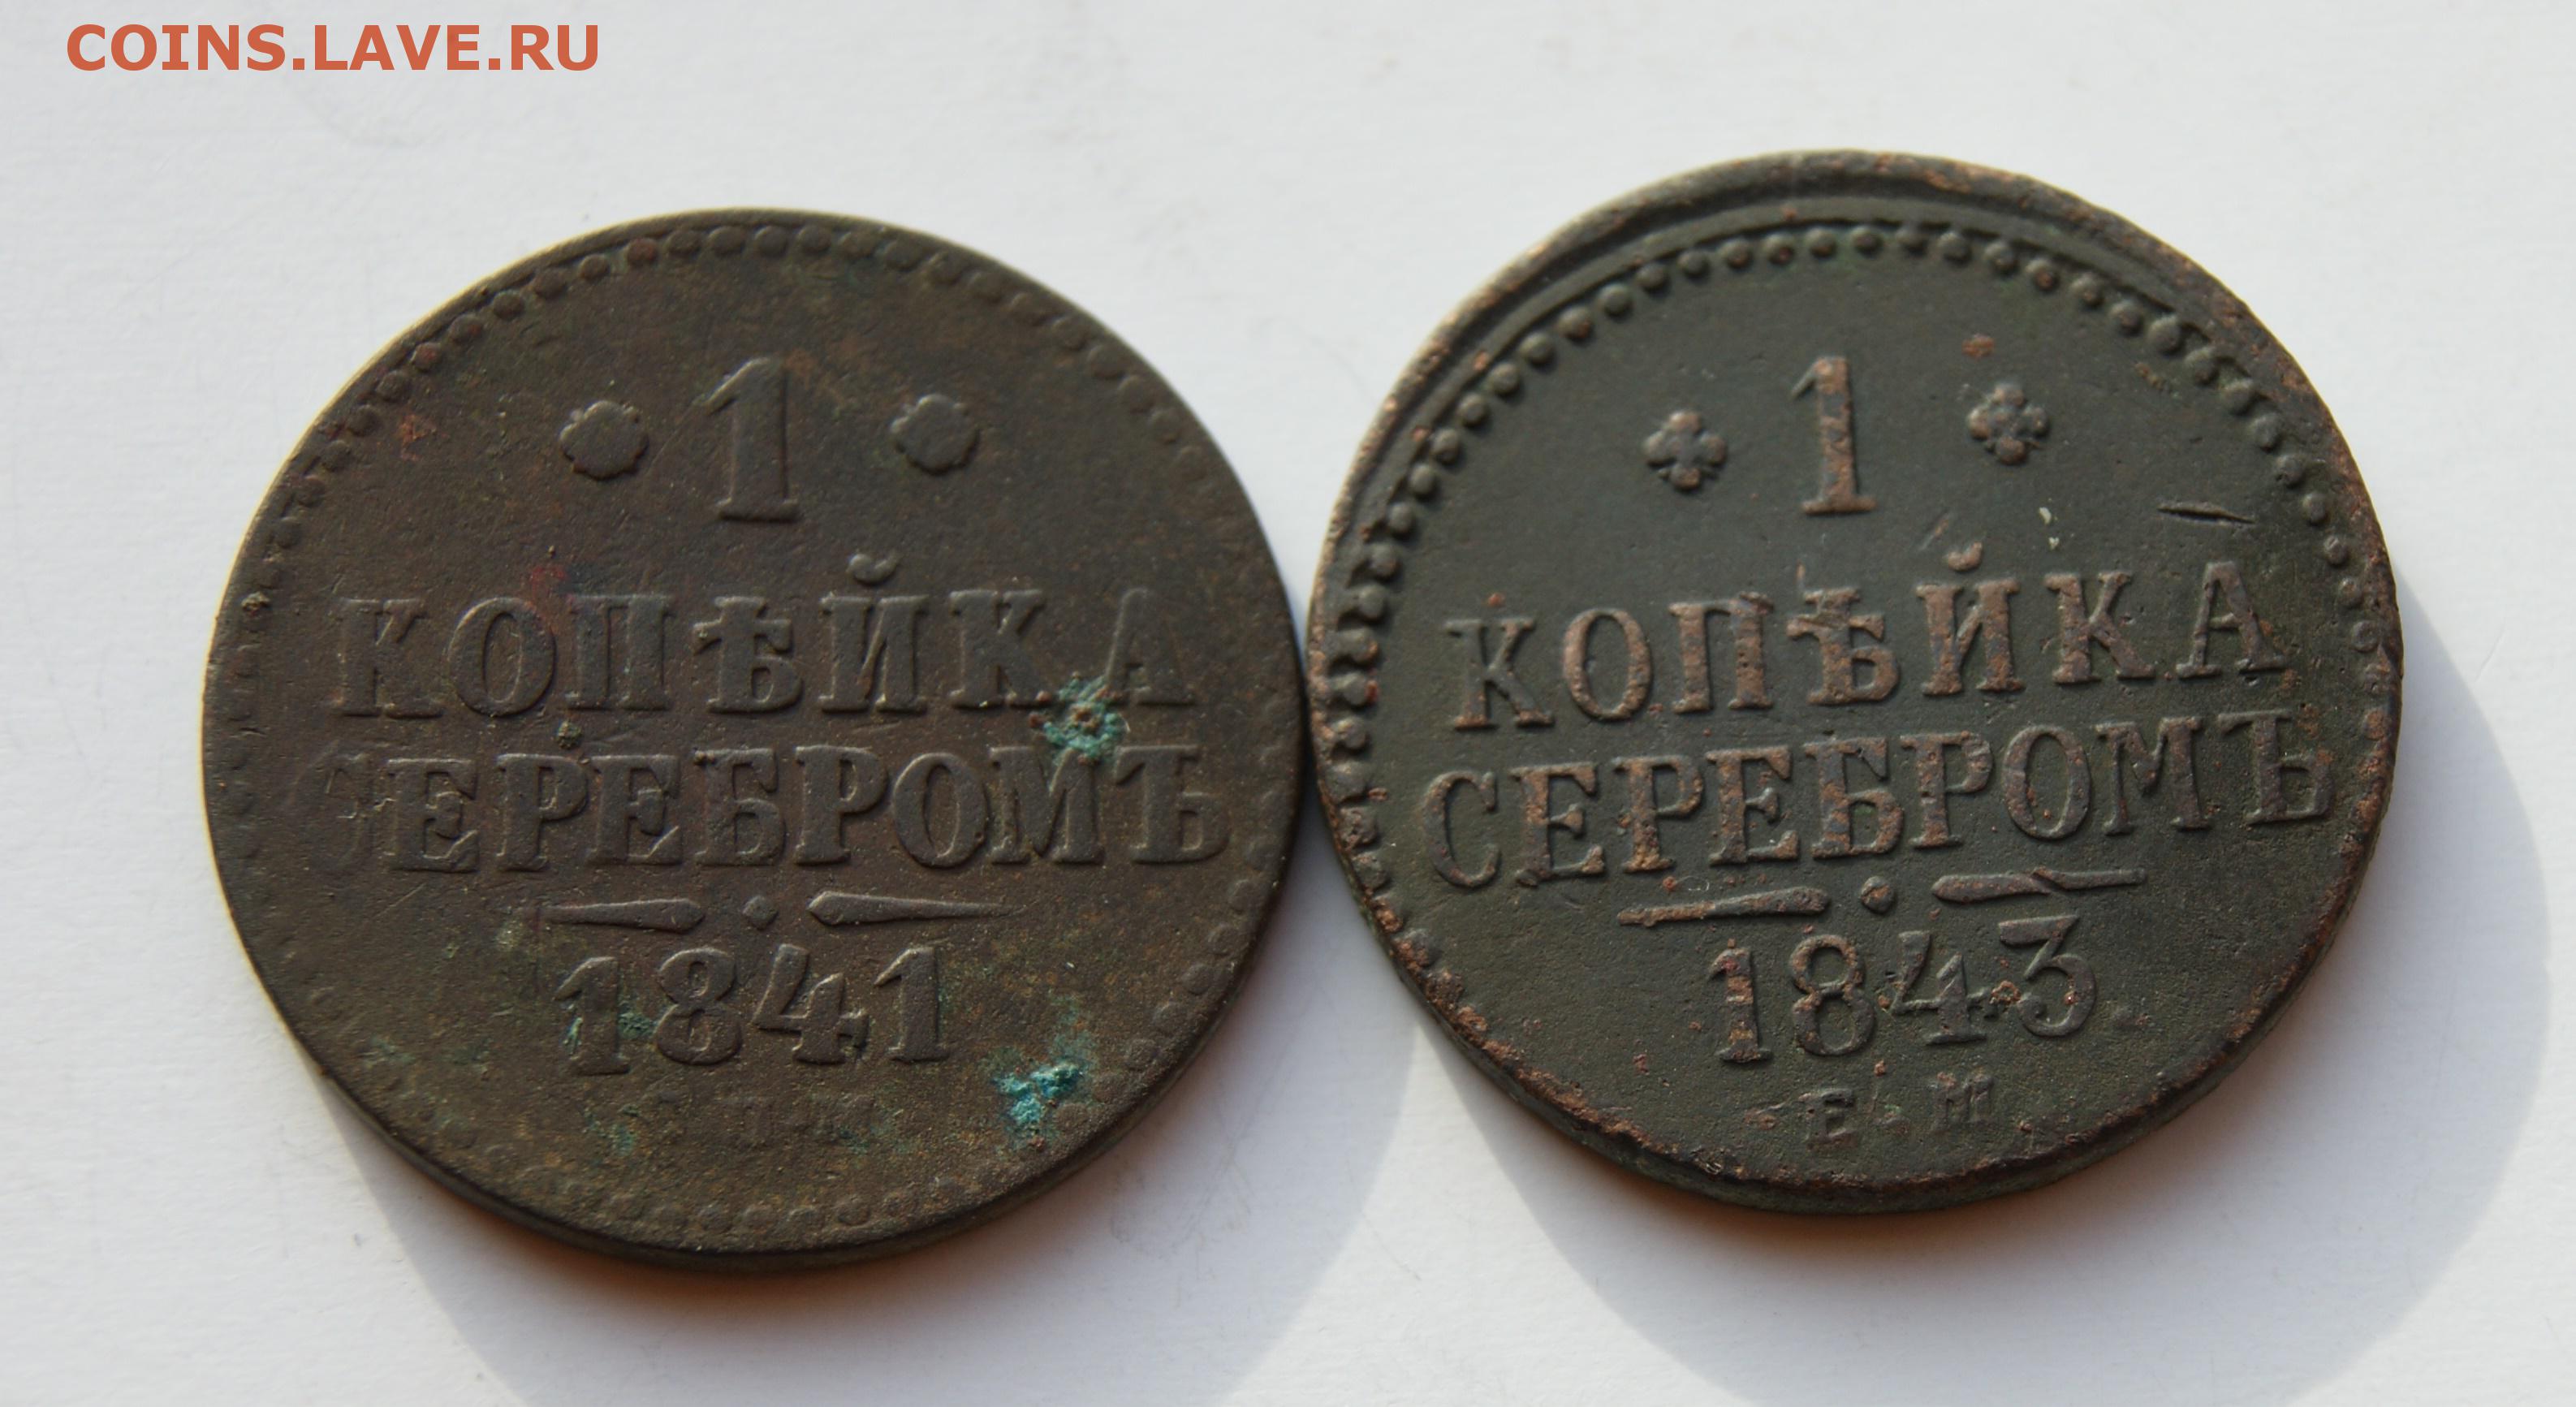 COINS.LAVE.RU
1
КОПѢЙКА
СЕРЕБРОМЪ
1841
1
КОПѢЙКА
СЕРЕБРОМЪ
1843
Е.М